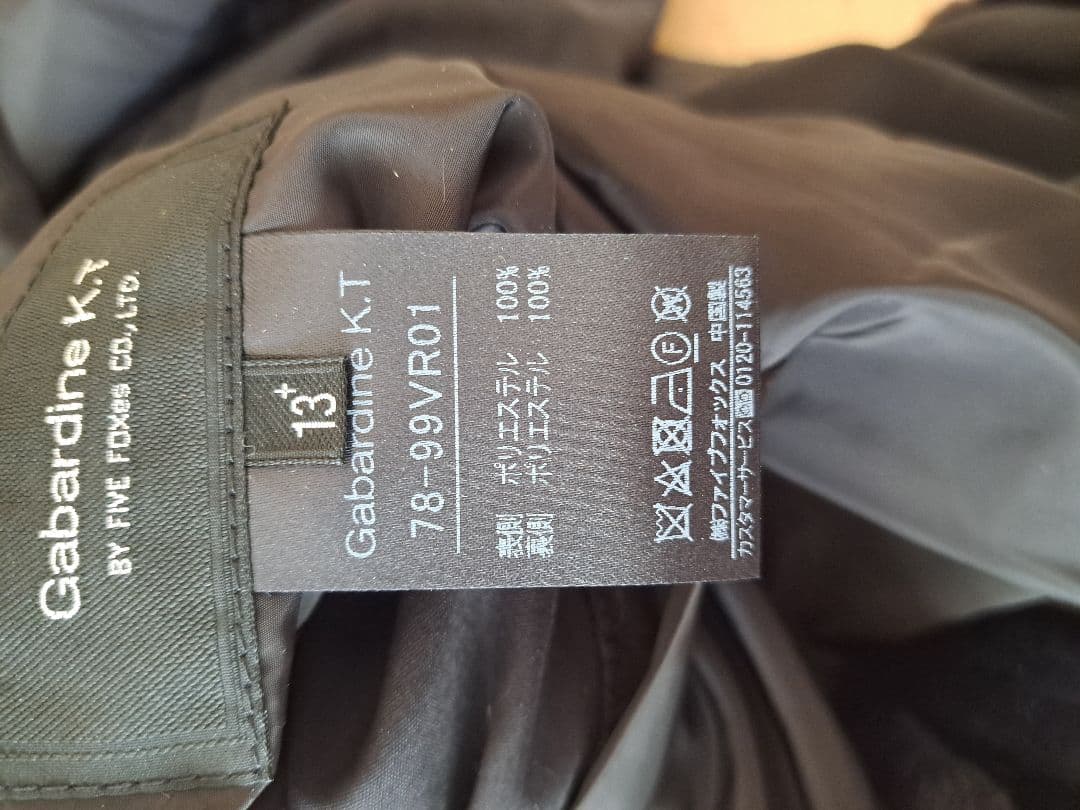 Gabardine K.T
BY FIVE FOXes CO.,LTD.
13+
Gabardine K.T
78-99VR01
表側 ポリエステル 100%
裏側 ポリエステル 100%
F
㈱ファイブフォックス 中国製
カスタマーサービス 0120-114563